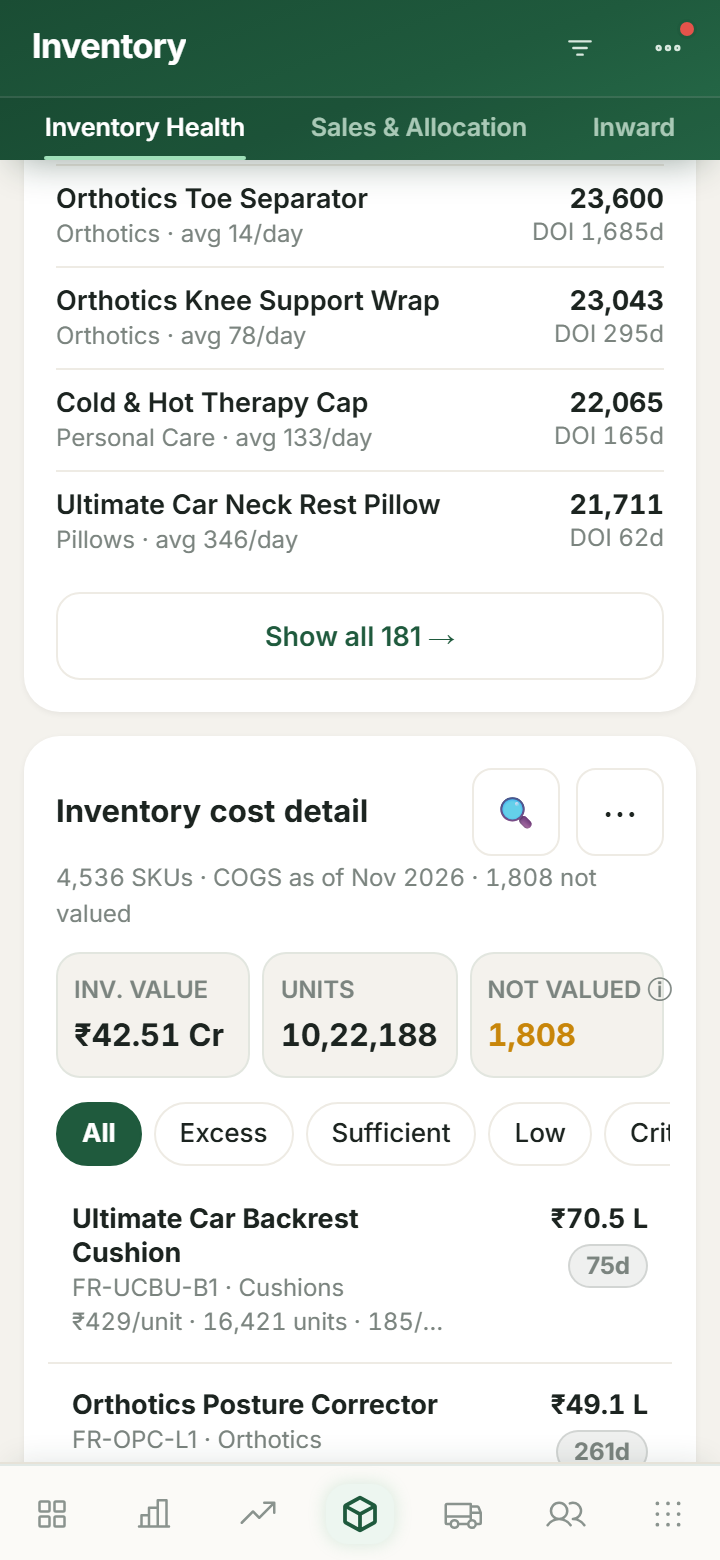 Inventory
Inventory Health
Sales & Allocation
Inward
Orthotics Toe Separator
23,600
Orthotics · avg 14/day
DOI 1,685d
Orthotics Knee Support Wrap
23,043
Orthotics · avg 78/day
DOI 295d
Cold & Hot Therapy Cap
22,065
Personal Care · avg 133/day
DOI 165d
Ultimate Car Neck Rest Pillow
21,711
Pillows · avg 346/day
DOI 62d
Show all 181 →
Inventory cost detail
4,536 SKUs · COGS as of Nov 2026 · 1,808 not
valued
INV. VALUE
₹42.51 Cr
UNITS
10,22,188
NOT VALUED ⓘ
1,808
All
Excess
Sufficient
Low
Crit
Ultimate Car Backrest
Cushion
₹70.5 L
75d
FR-UCBU-B1 · Cushions
₹429/unit · 16,421 units · 185/...
Orthotics Posture Corrector
₹49.1 L
FR-OPC-L1 · Orthotics
261d